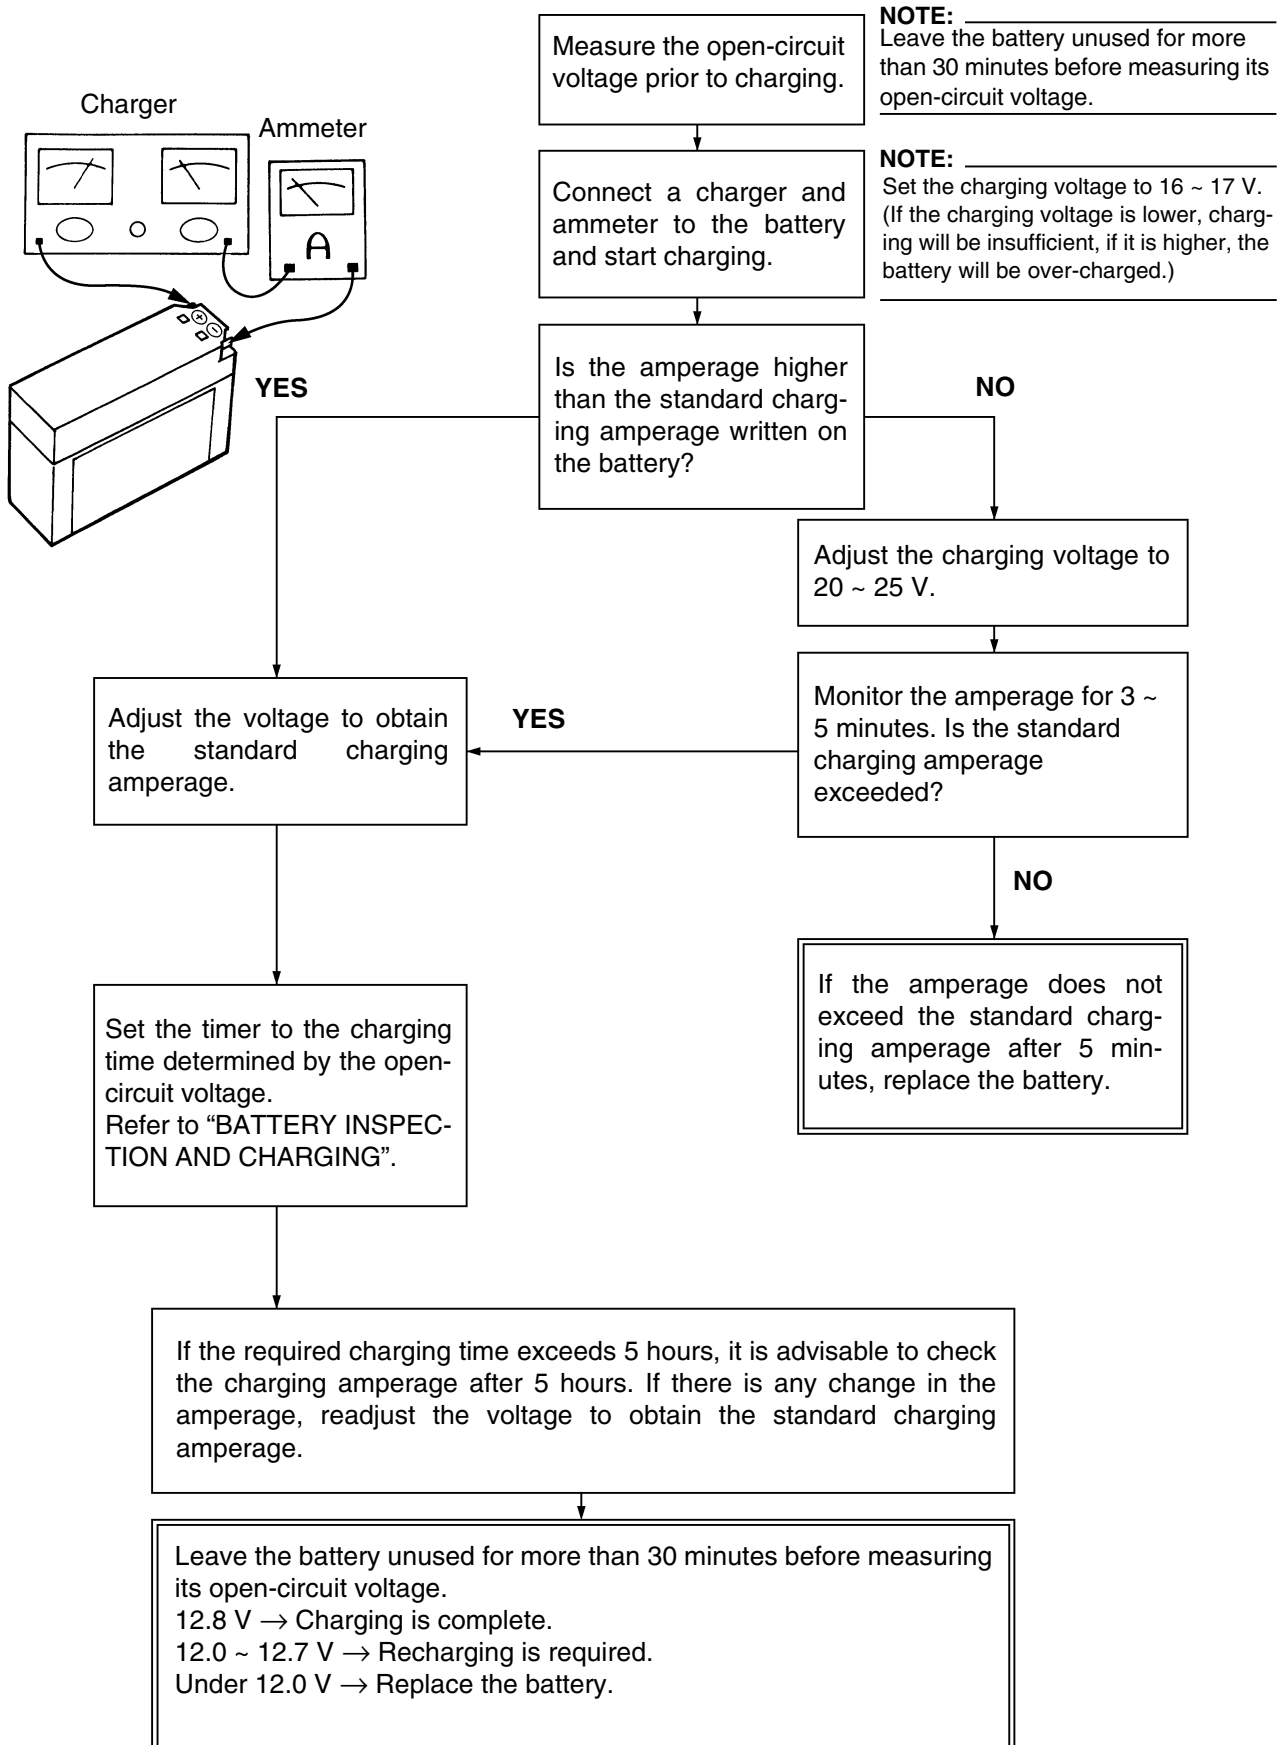 Measure the open-circuit
voltage prior to charging.
NOTE:
Leave the battery unused for more
than 30 minutes before measuring its
open-circuit voltage.
Charger
Ammeter
A
Connect a charger and
ammeter to the battery
and start charging.
NOTE:
Set the charging voltage to 16 ~ 17 V.
(If the charging voltage is lower, charg-
ing will be insufficient, if it is higher, the
battery will be over-charged.)
+
−
Is the amperage higher
than the standard charg-
ing amperage written on
the battery?
YES
NO
Adjust the charging voltage to
20 ~ 25 V.
Monitor the amperage for 3 ~
5 minutes. Is the standard
charging amperage
exceeded?
YES
Adjust the voltage to obtain
the standard charging
amperage.
NO
If the amperage does not
exceed the standard charg-
ing amperage after 5 min-
utes, replace the battery.
Set the timer to the charging
time determined by the open-
circuit voltage.
Refer to “BATTERY INSPEC-
TION AND CHARGING”.
If the required charging time exceeds 5 hours, it is advisable to check
the charging amperage after 5 hours. If there is any change in the
amperage, readjust the voltage to obtain the standard charging
amperage.
Leave the battery unused for more than 30 minutes before measuring
its open-circuit voltage.
12.8 V → Charging is complete.
12.0 ~ 12.7 V → Recharging is required.
Under 12.0 V → Replace the battery.